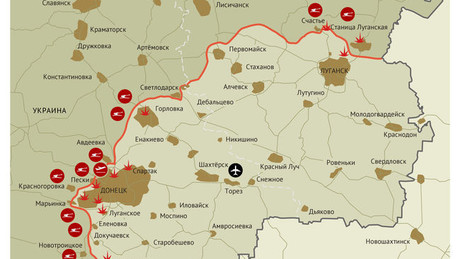 Славянск
Лисичанск
Краматорск
Счастье
Станица Луганская
Дружковка
Артёмовск
Первомайск
Константиновка
Стаханов
ЛУГАНСК
Светлодарск
Алчевск
УКРАИНА
Дебальцево
Лутугино
Горловка
Молодогвардейск
Енакиево
Никишино
Краснодон
Авдеевка
Спартак
Шахтёрск
Красный Луч
Ровеньки
Свердловск
Пески
Красногоровка
ДОНЕЦК
Торез
Снежное
Марьинка
Луганское
Иловайск
Дьяково
Моспино
Еленовка
Амвросиевка
Новотроицкое
Докучаевск
Старобешево
Новошахтинск